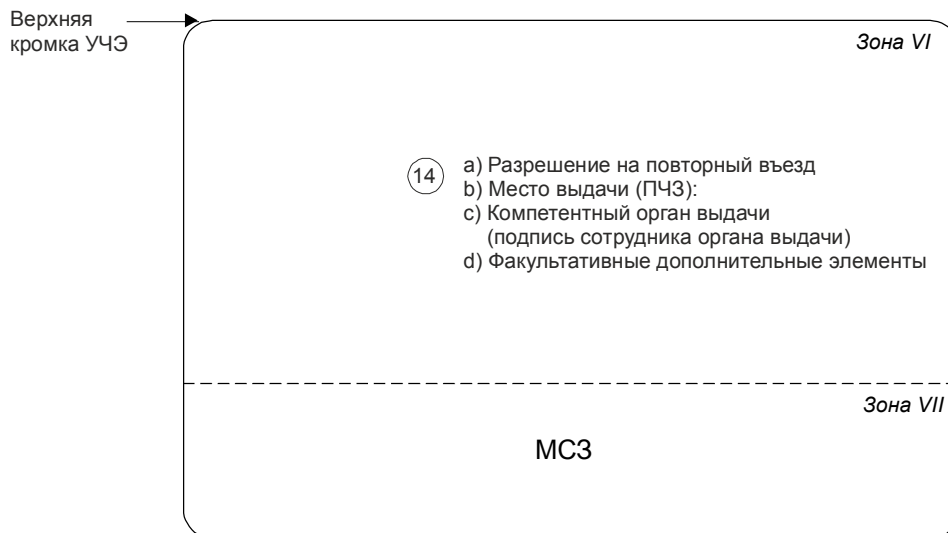 Верхняя
кромка УЧЭ
Зона VI
14
a) Разрешение на повторный въезд
b) Место выдачи (ПЧЗ):
c) Компетентный орган выдачи
(подпись сотрудника органа выдачи)
d) Факультативные дополнительные элементы
Зона VII
МСЗ